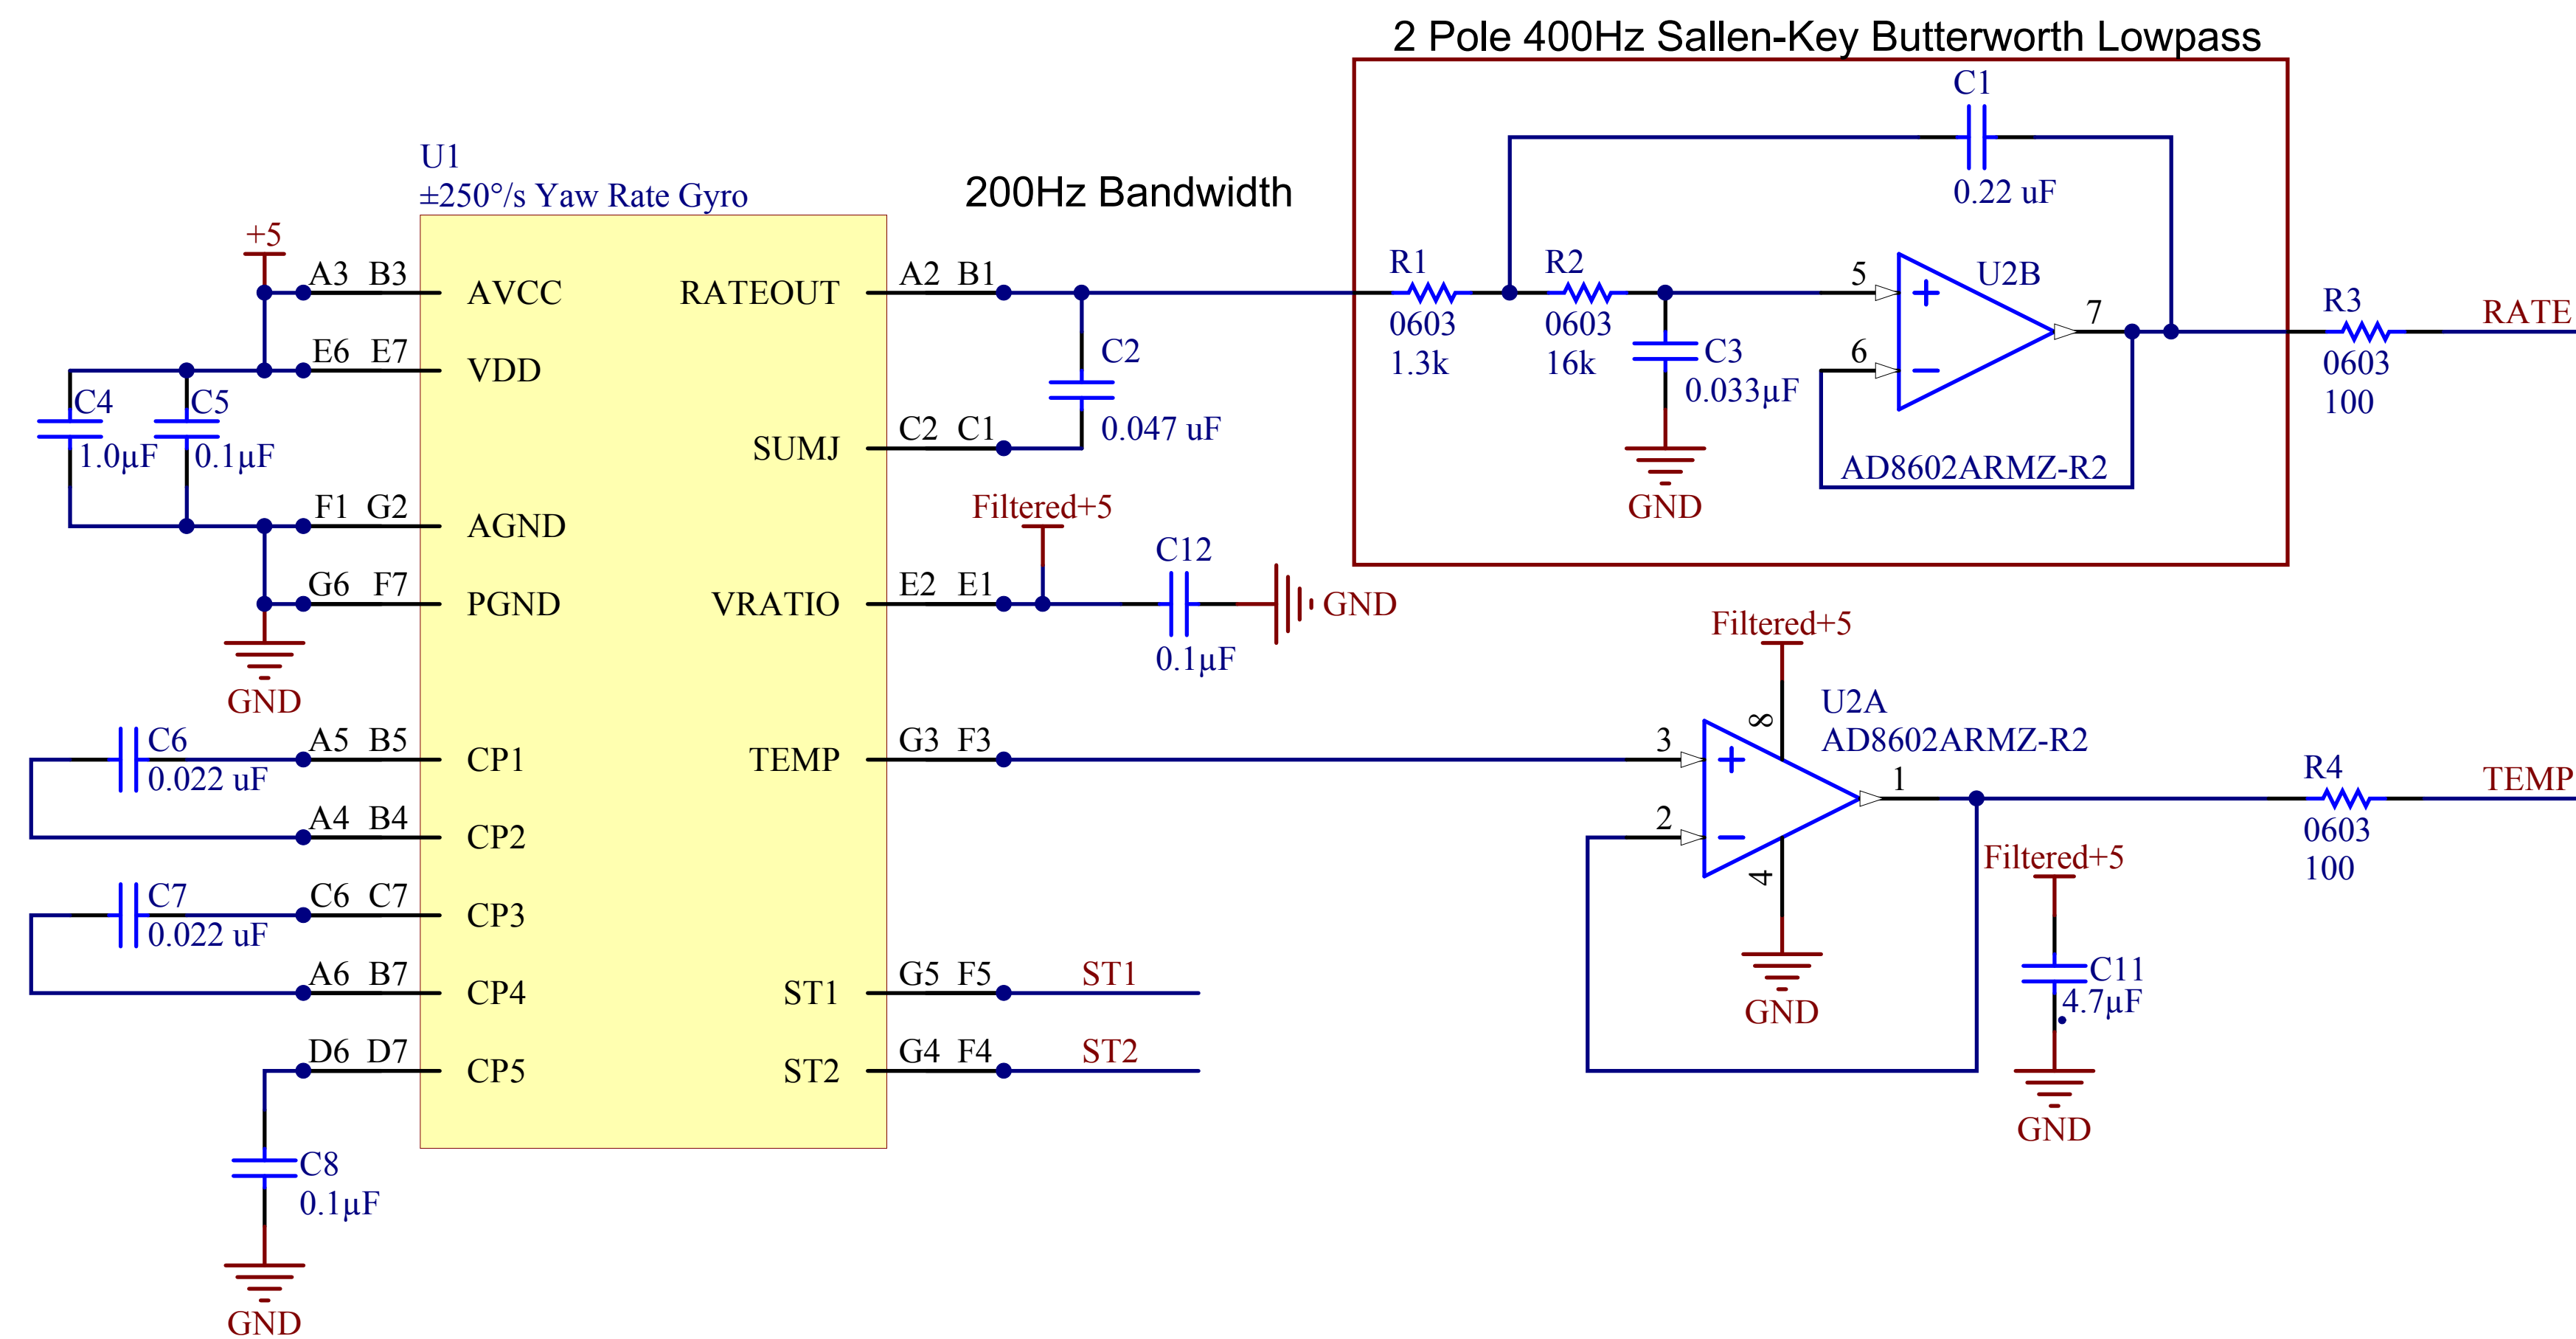 2 Pole 400Hz Sallen-Key Butterworth Lowpass
C1
0.22 uF
U1
±250°/s Yaw Rate Gyro
200Hz Bandwidth
+5
A3 B3
AVCC
RATEOUT
A2 B1
R1
0603
1.3k
R2
0603
16k
5
U2B
7
6
R3
0603
100
RATE
E6 E7
VDD
C2
0.047 uF
C3
0.033µF
GND
AD8602ARMZ-R2
C4
1.0µF
C5
0.1µF
SUMJ
C2 C1
F1 G2
AGND
Filtered+5
G6 F7
PGND
VRATIO
E2 E1
C12
0.1µF
GND
GND
Filtered+5
8
U2A
AD8602ARMZ-R2
C6
0.022 uF
A5 B5
CP1
TEMP
G3 F3
3
1
2
4
GND
R4
0603
100
TEMP
A4 B4
CP2
Filtered+5
C11
4.7µF
GND
C7
0.022 uF
C6 C7
CP3
A6 B7
CP4
ST1
G5 F5
ST1
D6 D7
CP5
ST2
G4 F4
ST2
C8
0.1µF
GND